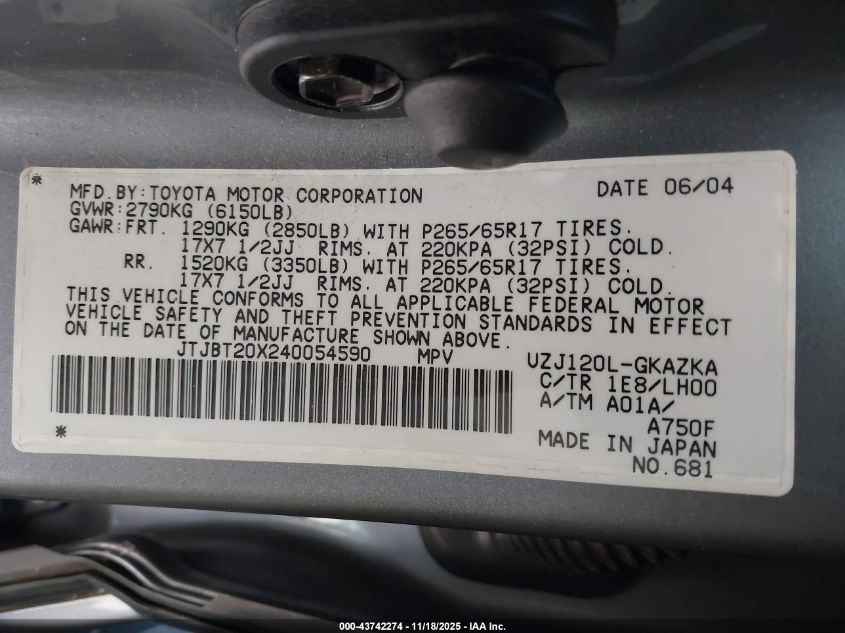 * MFD.BY:TOYOTA MOTOR CORPORATION DATE 06/04
GVWR:2790KG (6150LB)
GAWR:FRT. 1290KG (2850LB) WITH P265/65R17 TIRES.
17X7 1/2JJ RIMS. AT 220KPA (32PSI) COLD.
RR. 1520KG (3350LB) WITH P265/65R17 TIRES.
17X7 1/2JJ RIMS. AT 220KPA (32PSI) COLD.
THIS VEHICLE CONFORMS TO ALL APPLICABLE FEDERAL MOTOR
VEHICLE SAFETY AND THEFT PREVENTION STANDARDS IN EFFECT
ON THE DATE OF MANUFACTURE SHOWN ABOVE.
JTJBT20X240054590 MPV UZJ120L-GKAZKA
C/TR 1E8/LH00
A/TM A01A/
A750F
* MADE IN JAPAN
NO.681
000-43742274 - 11/18/2025 - IAA Inc.